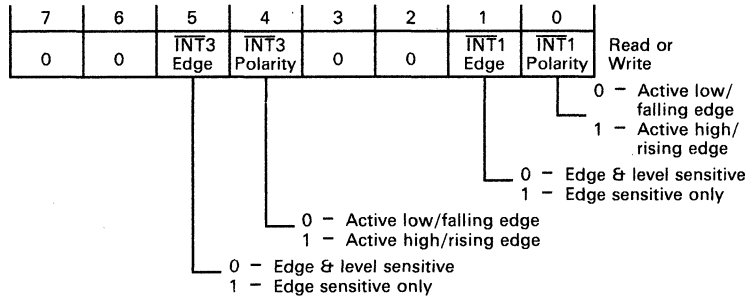 7 6 5 4 3 2 1 0
0 0 INT3 Edge INT3 Polarity 0 0 INT1 Edge INT1 Polarity Read or Write
0 – Active low/
falling edge
1 – Active high/
rising edge
0 – Edge & level sensitive
1 – Edge sensitive only
0 – Active low/falling edge
1 – Active high/rising edge
0 – Edge & level sensitive
1 – Edge sensitive only